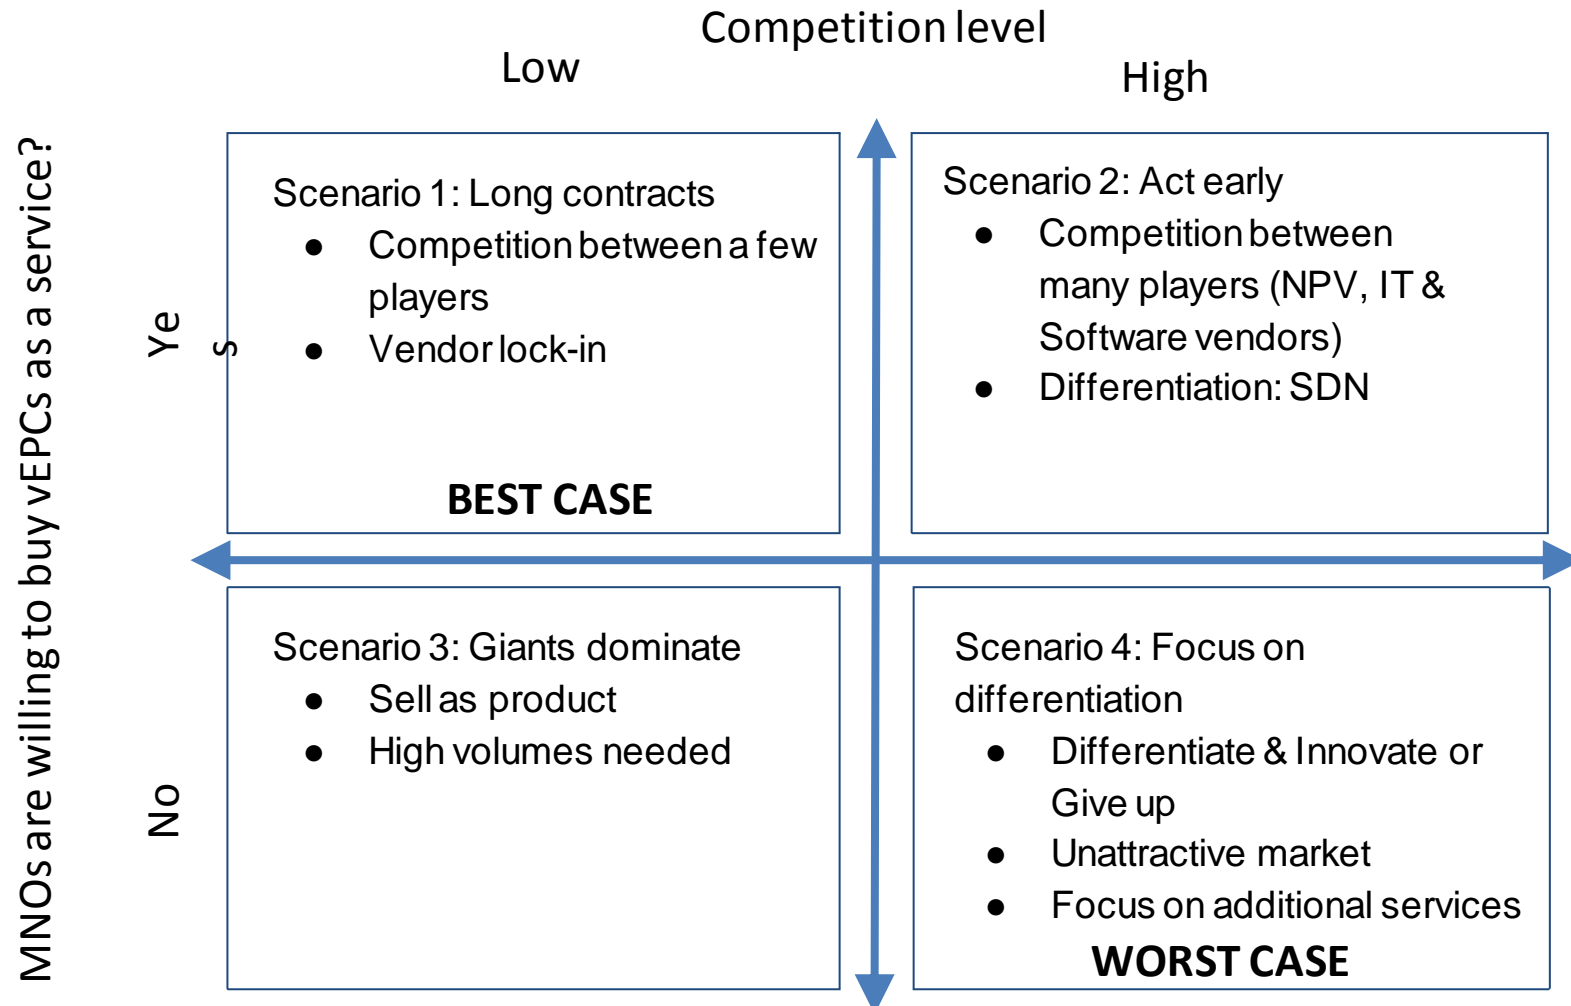 Competition level
Low
High
MNOs are willing to buy vEPCs as a service?
Yes
No
Scenario 1: Long contracts
● Competition between a few
players
● Vendor lock-in
BEST CASE
Scenario 2: Act early
● Competition between
many players (NPV, IT &
Software vendors)
● Differentiation: SDN
Scenario 3: Giants dominate
● Sell as product
● High volumes needed
Scenario 4: Focus on
differentiation
● Differentiate & Innovate or
Give up
● Unattractive market
● Focus on additional services
WORST CASE